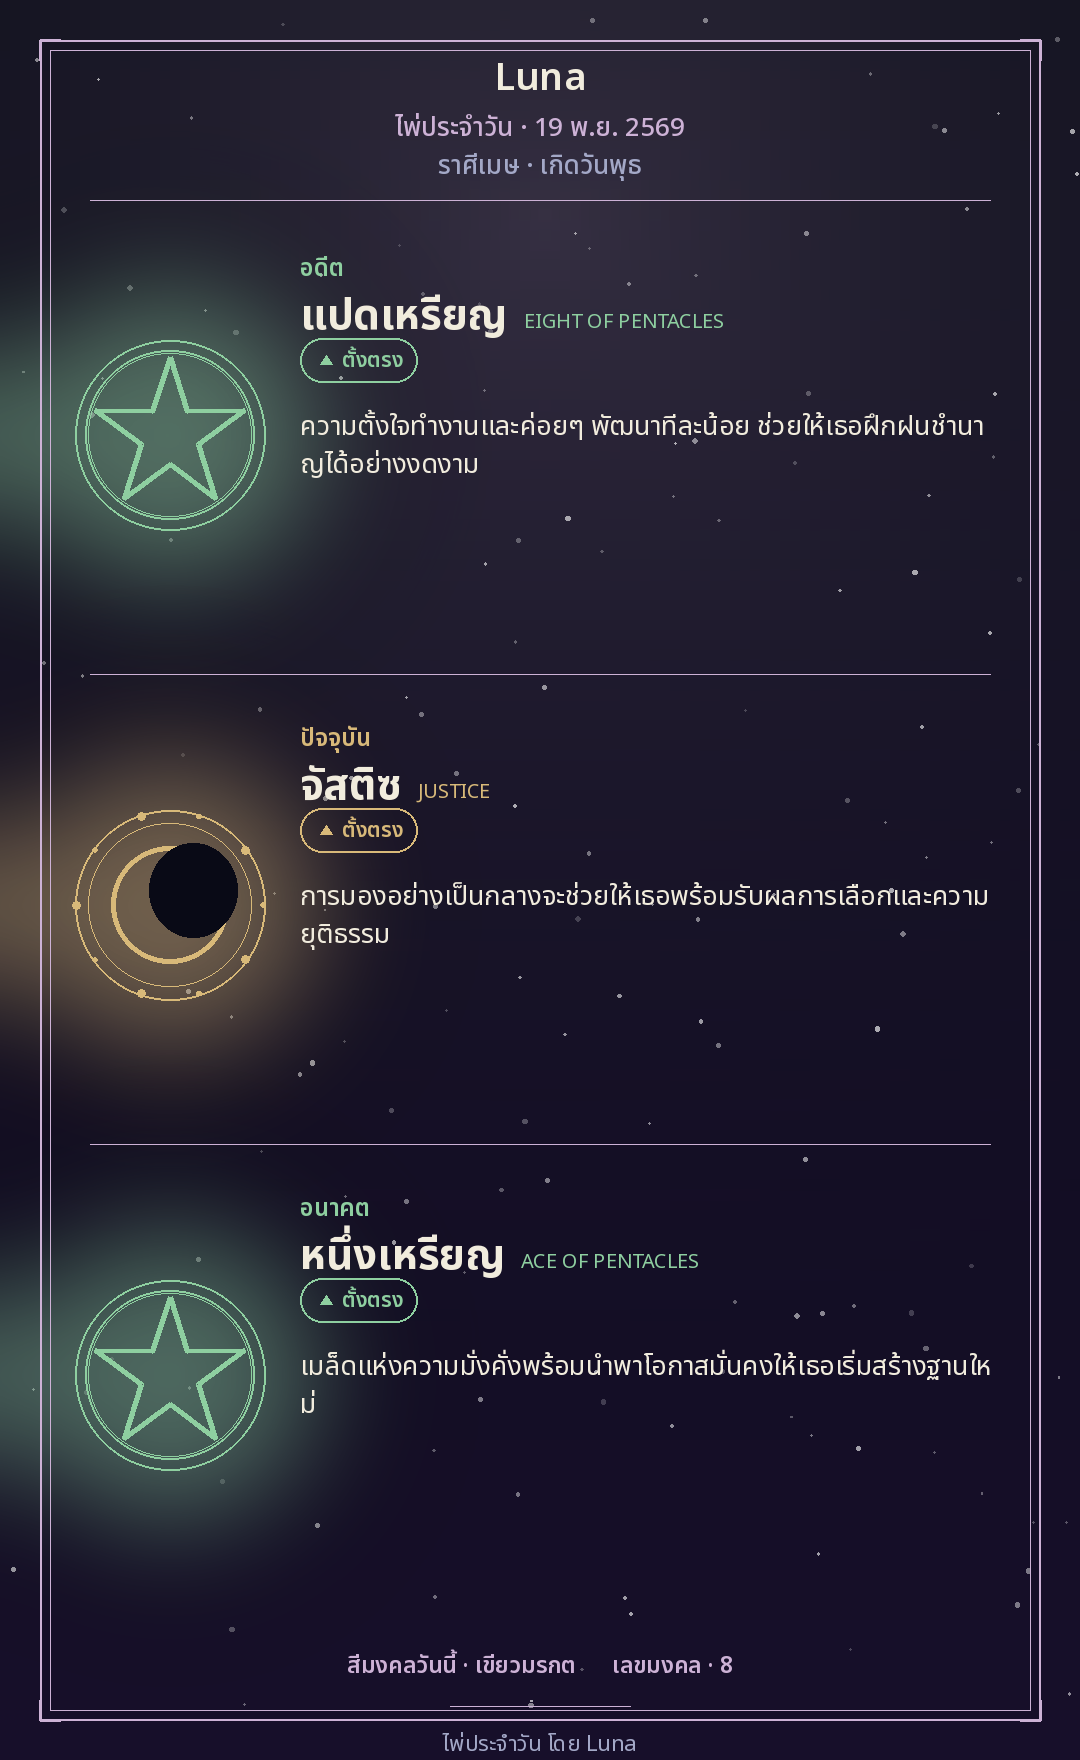 Luna
ไพ่ประจำวัน · 19 พ.ย. 2569
ราศีเมษ · เกิดวันพุธ
อดีต
แปดเหรียญ EIGHT OF PENTACLES
▲ ตั้งตรง
ความตั้งใจทำงานและค่อยๆ พัฒนาทีละน้อย ช่วยให้เธอฝึกฝนชำนา
ญได้อย่างงดงาม
ปัจจุบัน
จัสติซ JUSTICE
▲ ตั้งตรง
การมองอย่างเป็นกลางจะช่วยให้เธอพร้อมรับผลการเลือกและความ
ยุติธรรม
อนาคต
หนึ่งเหรียญ ACE OF PENTACLES
▲ ตั้งตรง
เมล็ดแห่งความมั่งคั่งพร้อมนำพาโอกาสมั่นคงให้เธอเริ่มสร้างฐานให
ม่
สีมงคลวันนี้ · เขียวมรกต เลขมงคล · 8
ไพ่ประจำวัน โดย Luna